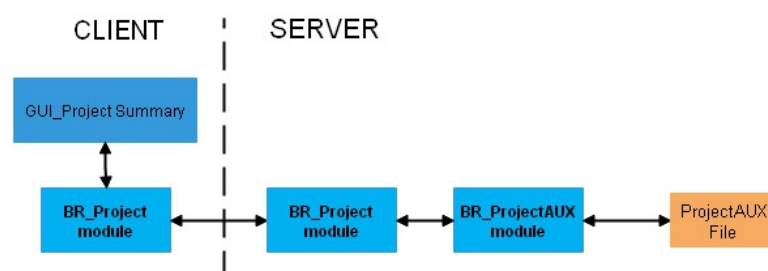 CLIENT
SERVER
GUI_Project Summary
BR_Project
module
BR_Project
module
BR_ProjectAUX
module
ProjectAUX
File